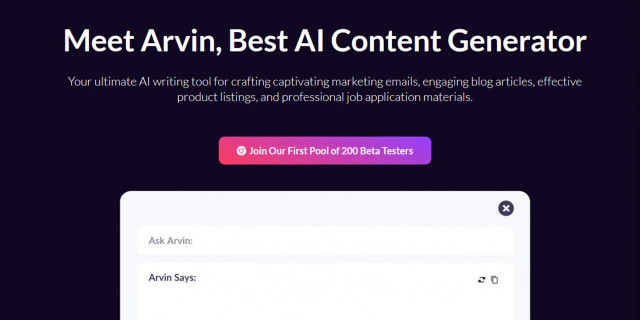 Meet Arvin, Best AI Content Generator
Your ultimate AI writing tool for crafting captivating marketing emails, engaging blog articles, effective
product listings, and professional job application materials.
Join Our First Pool of 200 Beta Testers
Ask Arvin:
Arvin Says: